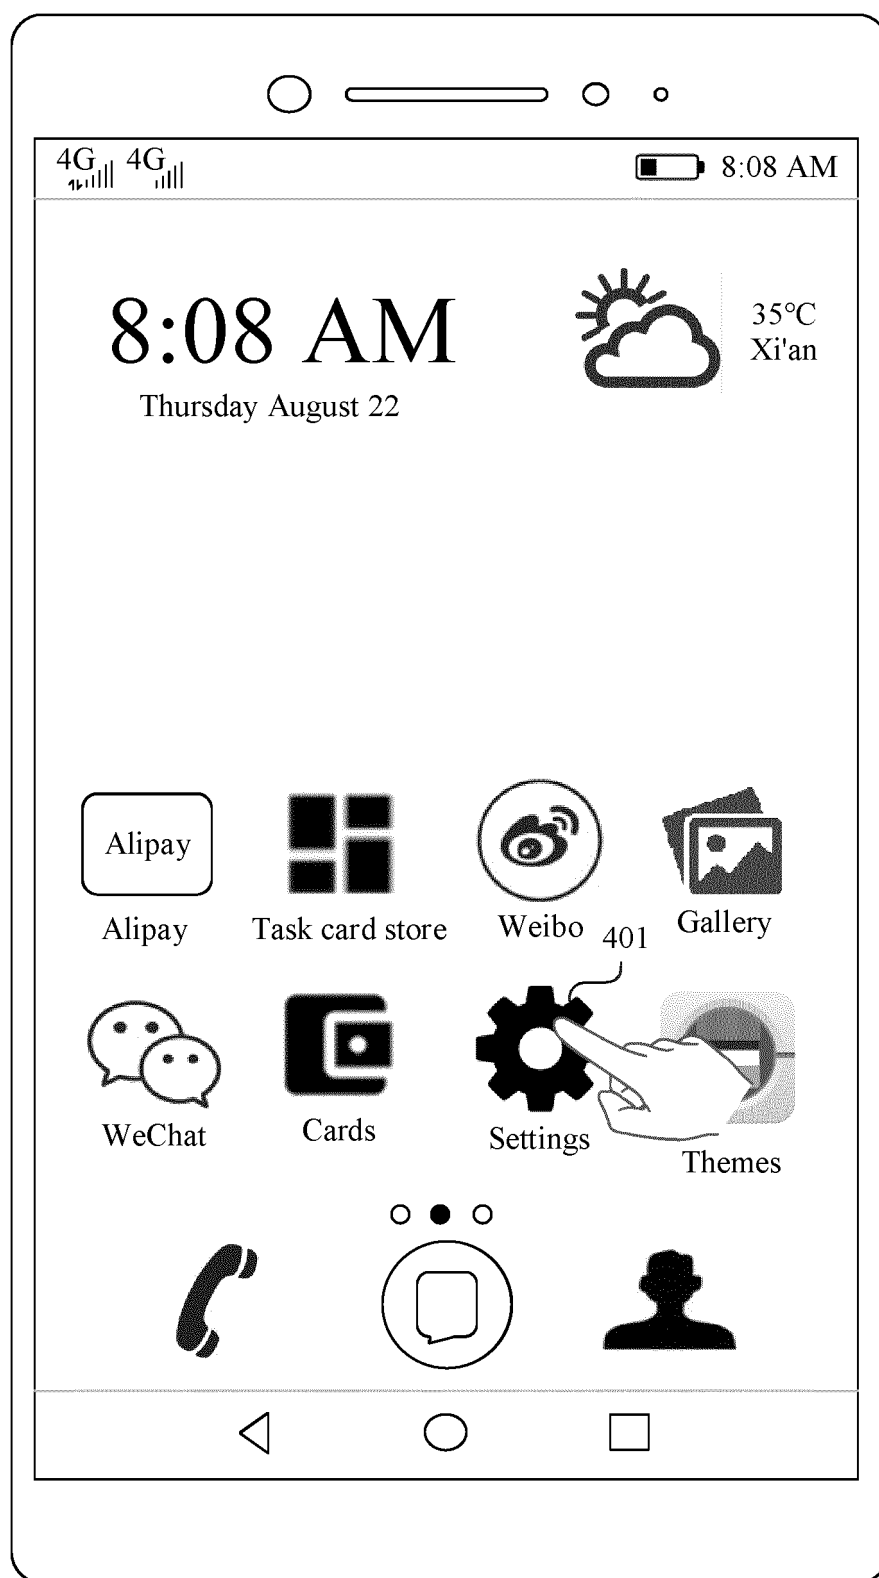 4G 4G 8:08 AM
8:08 AM
35°C
Xi'an
Thursday August 22
Alipay
Alipay
Task card store
Weibo
Gallery
401
WeChat
Cards
Settings
Themes